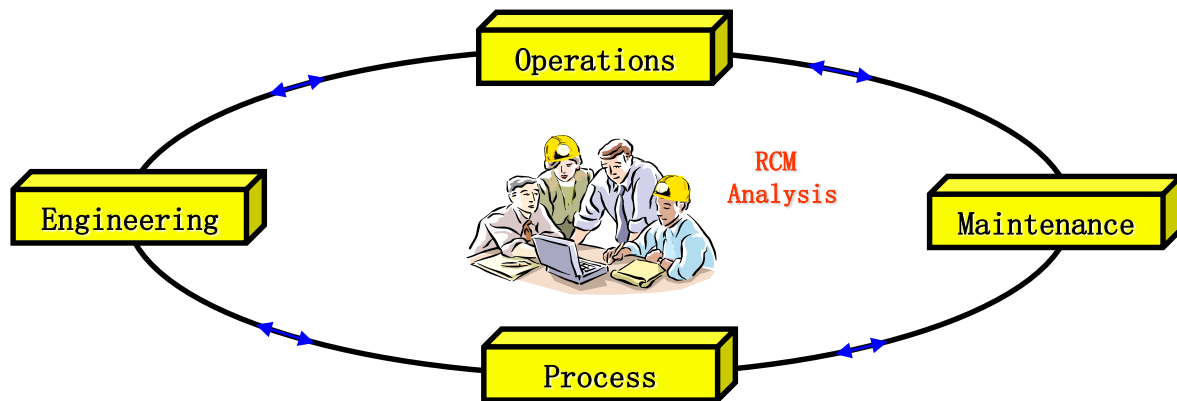 Operations
RCM
Analysis
Engineering
Maintenance
Process